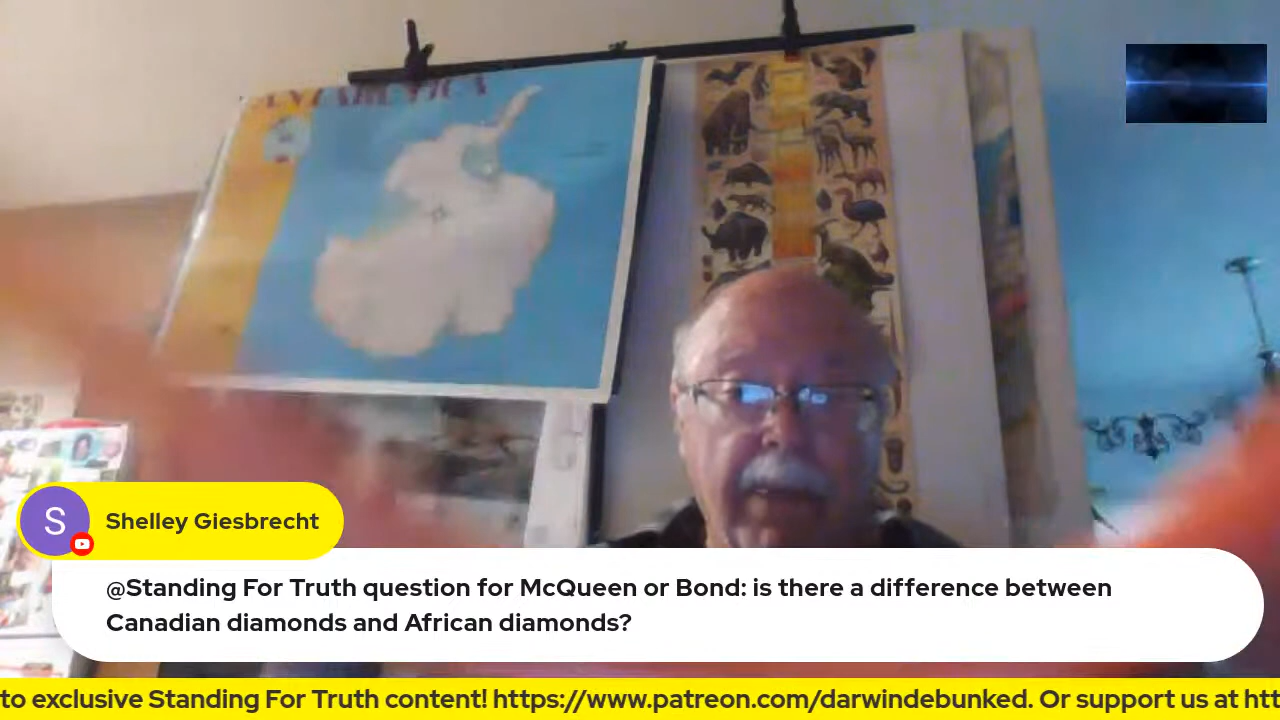 ANTARCTICA
S
Shelley Giesbrecht
@Standing For Truth question for McQueen or Bond: is there a difference between
Canadian diamonds and African diamonds?
to exclusive Standing For Truth content! https://www.patreon.com/darwindebunked. Or support us at htt